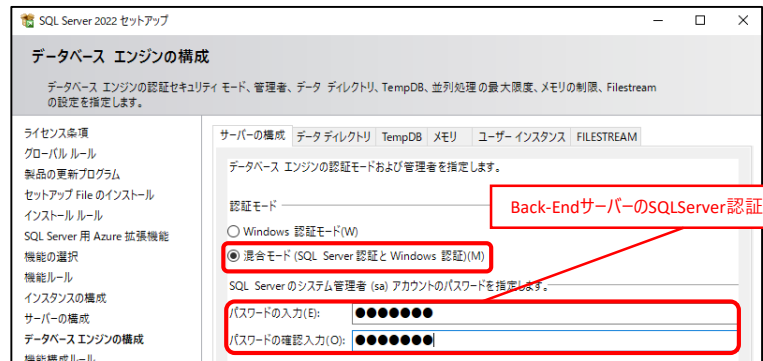 SQL Server 2022 セットアップ
データベース エンジンの構成
データベース エンジンの認証セキュリティ モード、管理者、データ ディレクトリ、TempDB、並列処理の最大限度、メモリの制限、Filestream
の設定を指定します。
ライセンス条項
グローバル ルール
製品の更新プログラム
セットアップ File のインストール
インストール ルール
SQL Server 用 Azure 拡張機能
機能の選択
機能ルール
インスタンスの構成
サーバーの構成
データベース エンジンの構成
機能構成ルール
サーバーの構成 データ ディレクトリ TempDB メモリ ユーザー インスタンス FILESTREAM
データベース エンジンの認証モードおよび管理者を指定します。
認証モード
Back-EndサーバーのSQLServer認証
Windows 認証モード(W)
混合モード (SQL Server 認証と Windows 認証)(M)
SQL Server のシステム管理者 (sa) アカウントのパスワードを指定します。
パスワードの入力(E): ●●●●●●●
パスワードの確認入力(O): ●●●●●●●